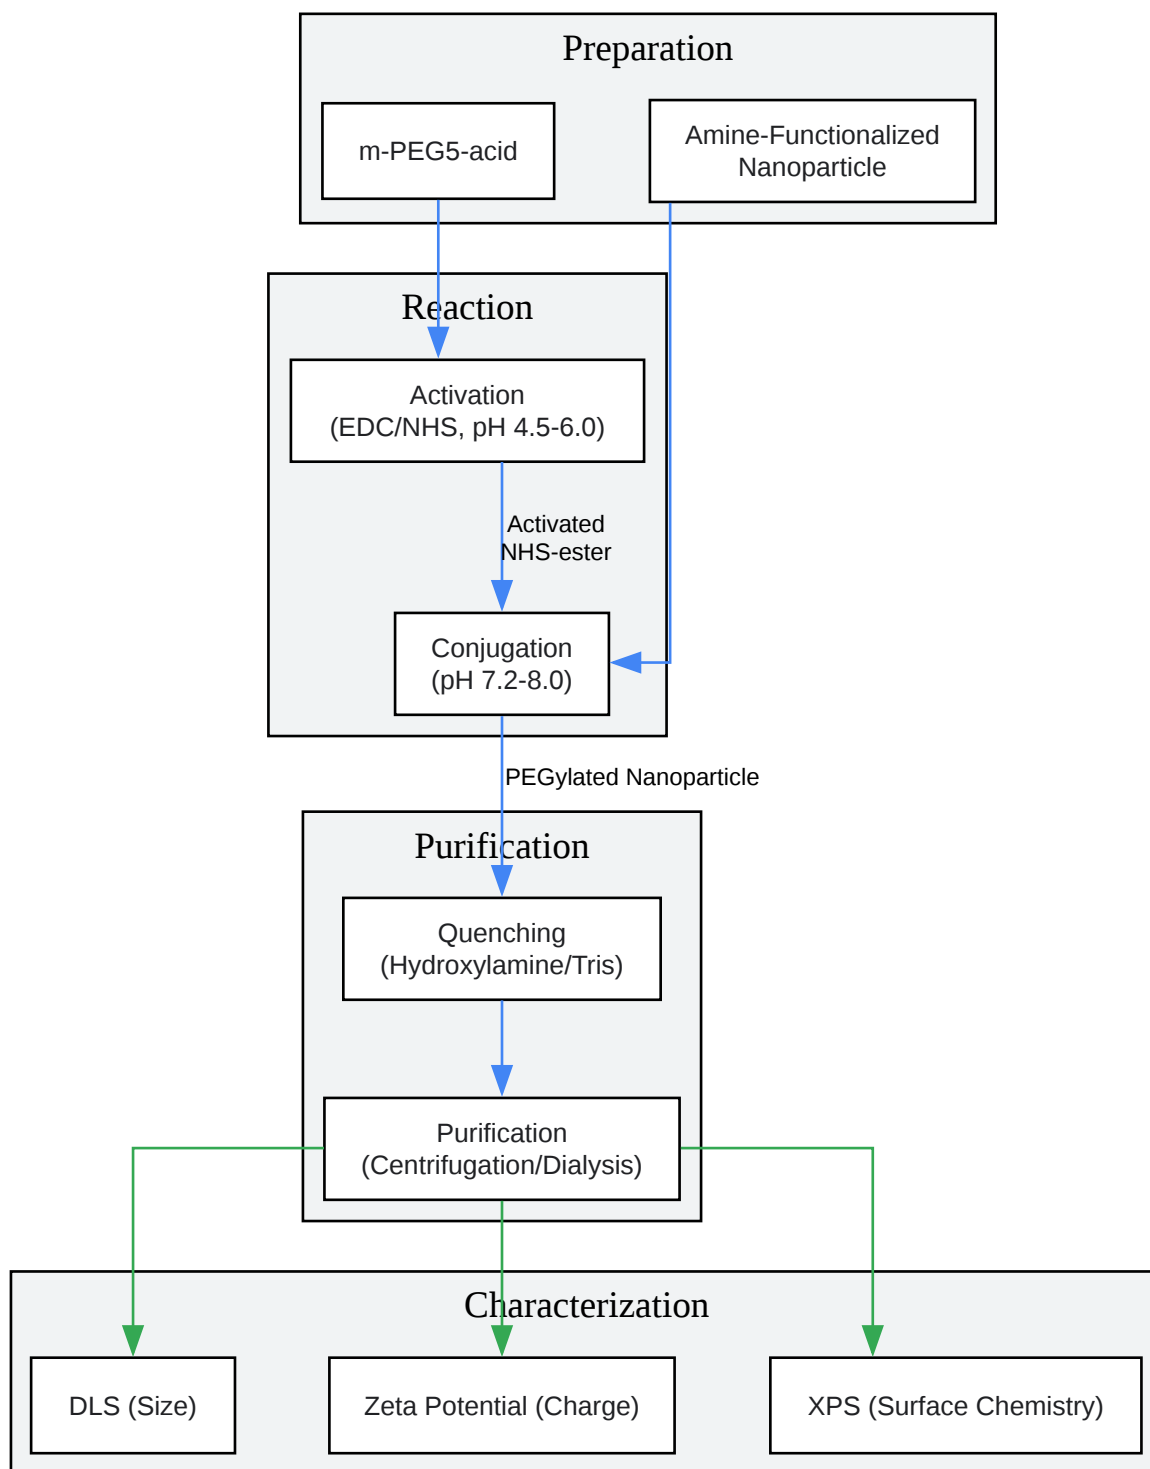 Preparation
m-PEG5-acid
Amine-Functionalized
Nanoparticle
Reaction
Activation
(EDC/NHS, pH 4.5-6.0)
Activated
NHS-ester
Conjugation
(pH 7.2-8.0)
PEGylated Nanoparticle
Purification
Quenching
(Hydroxylamine/Tris)
Purification
(Centrifugation/Dialysis)
Characterization
DLS (Size)
Zeta Potential (Charge)
XPS (Surface Chemistry)